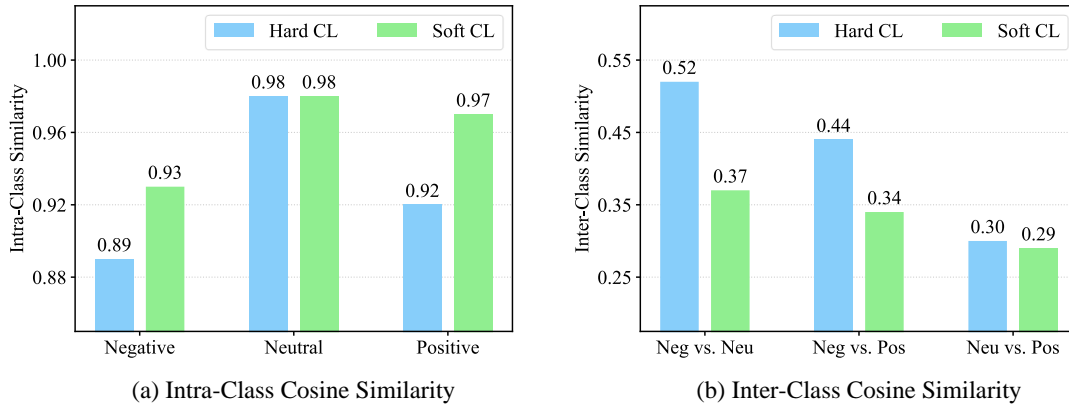 Hard CL
Soft CL
Intra-Class Similarity
1.00
0.96
0.92
0.88
0.89
0.93
0.98
0.98
0.92
0.97
Negative
Neutral
Positive
(a) Intra-Class Cosine Similarity
Hard CL
Soft CL
Inter-Class Similarity
0.55
0.45
0.35
0.25
0.52
0.37
0.44
0.34
0.30
0.29
Neg vs. Neu
Neg vs. Pos
Neu vs. Pos
(b) Inter-Class Cosine Similarity